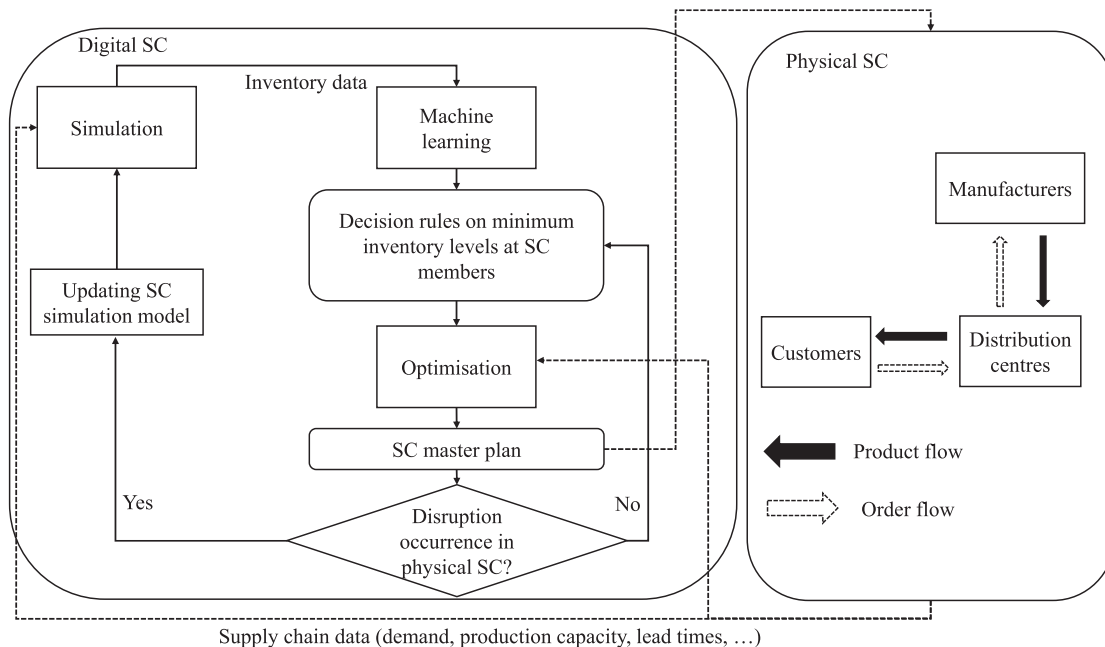 Digital SC
Inventory data
Simulation
Machine
learning
Decision rules on minimum
inventory levels at SC
members
Updating SC
simulation model
Optimisation
SC master plan
Yes
No
Disruption
occurrence in
physical SC?
Physical SC
Manufacturers
Customers
Distribution
centres
Product flow
Order flow
Supply chain data (demand, production capacity, lead times, …)